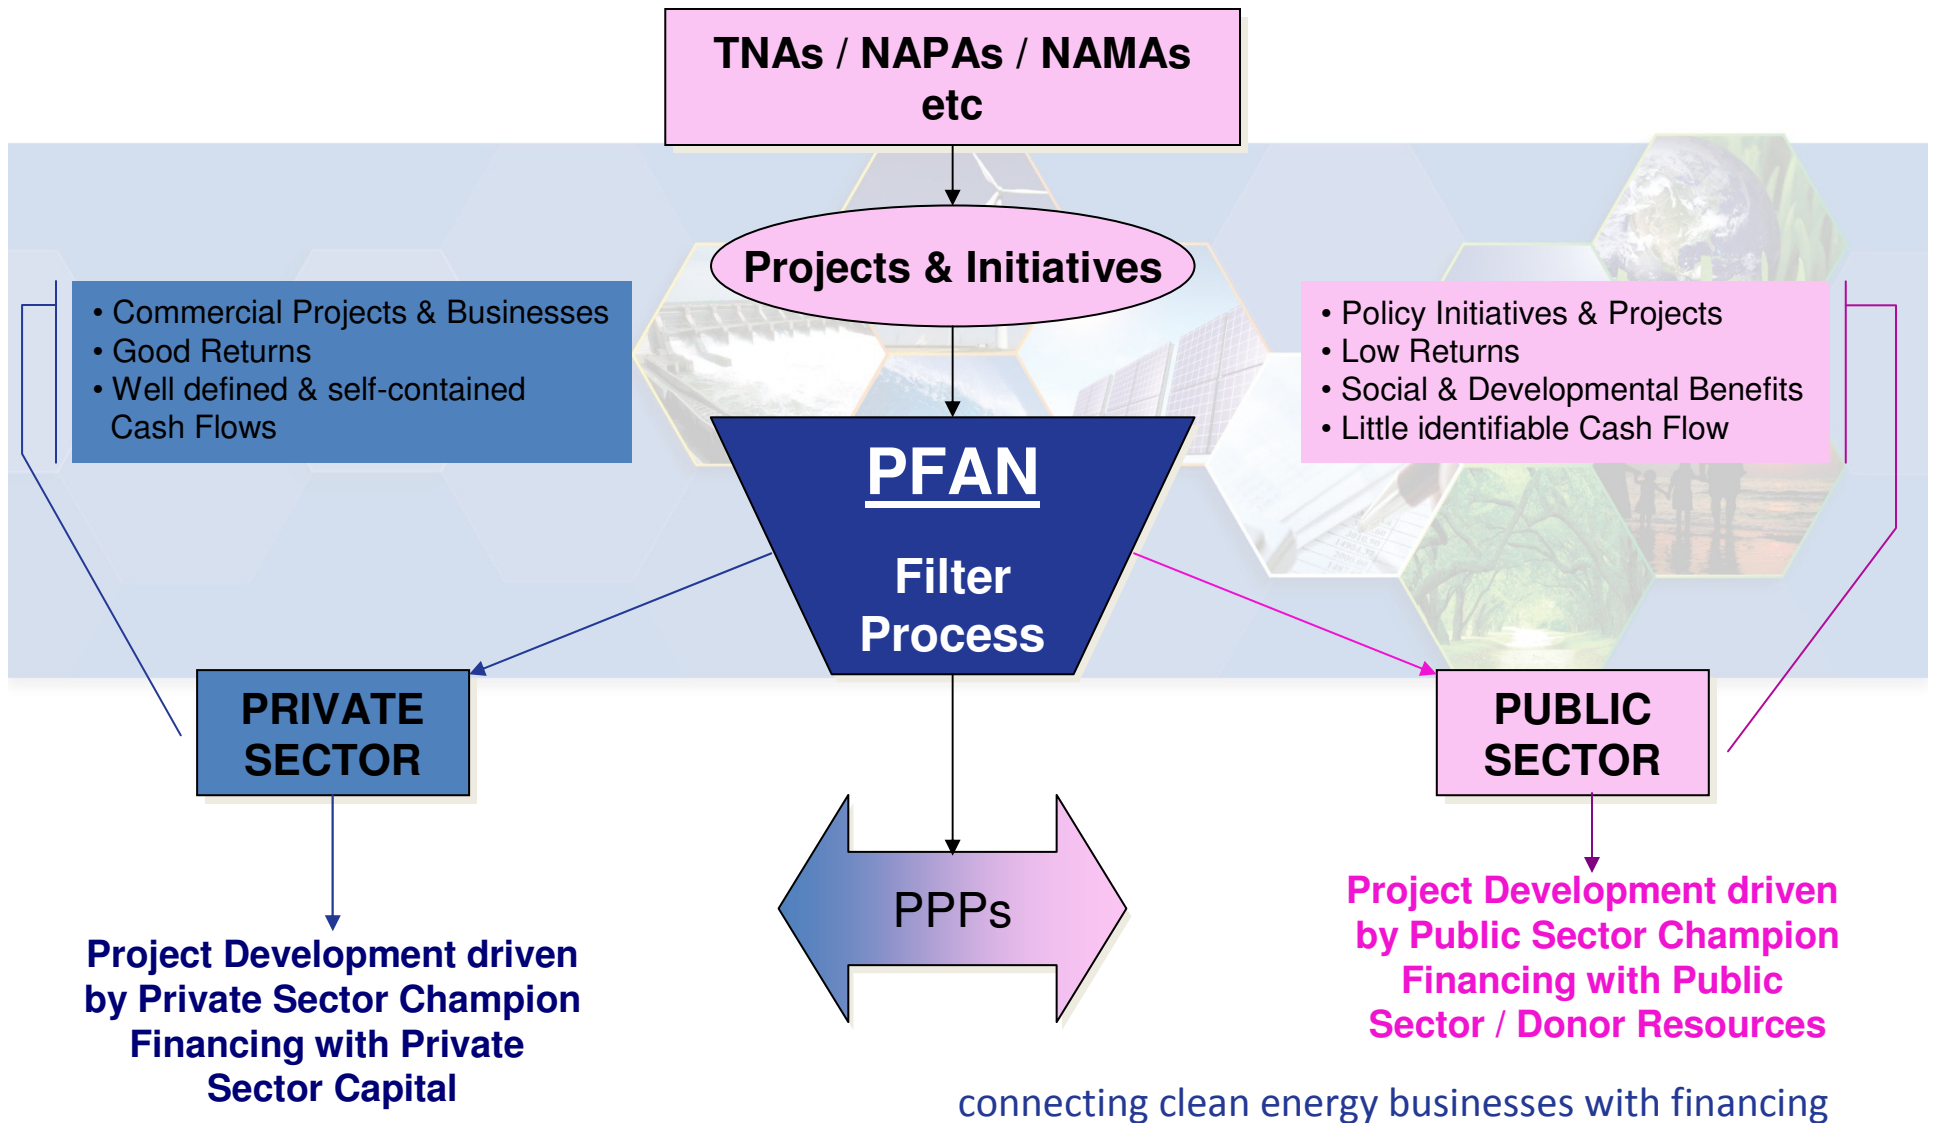 TNAs / NAPAs / NAMAs
etc
Projects & Initiatives
• Commercial Projects & Businesses
• Good Returns
• Well defined & self-contained
Cash Flows
• Policy Initiatives & Projects
• Low Returns
• Social & Developmental Benefits
• Little identifiable Cash Flow
PFAN
Filter
Process
PRIVATE
SECTOR
PUBLIC
SECTOR
PPPs
Project Development driven
by Private Sector Champion
Financing with Private
Sector Capital
Project Development driven
by Public Sector Champion
Financing with Public
Sector / Donor Resources
connecting clean energy businesses with financing